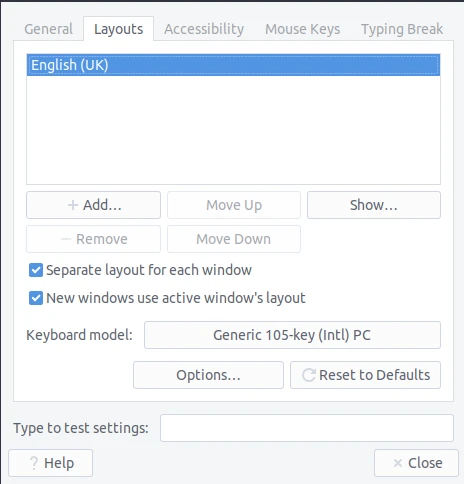 General Layouts Accessibility Mouse Keys Typing Break
English (UK)
Add... Move Up Show...
Remove Move Down
Separate layout for each window
New windows use active window's layout
Keyboard model: Generic 105-key (Intl) PC
Options... Reset to Defaults
Type to test settings:
? Help × Close